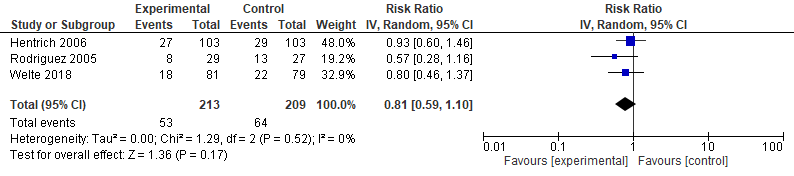 Experimental Control Risk Ratio Risk Ratio
Study or Subgroup Events Total Events Total Weight IV, Random, 95% CI IV, Random, 95% CI
Hentrich 2006 27 103 29 103 48.0% 0.93 [0.60, 1.46]
Rodriguez 2005 8 29 13 27 19.2% 0.57 [0.28, 1.16]
Welte 2018 18 81 22 79 32.9% 0.80 [0.46, 1.37]
Total (95% CI) 213 209 100.0% 0.81 [0.59, 1.10]
Total events 53 64
Heterogeneity: Tau² = 0.00; Chi² = 1.29, df = 2 (P = 0.52); I² = 0%
Test for overall effect: Z = 1.36 (P = 0.17)
0.01 0.1 1 10 100
Favours [experimental] Favours [control]